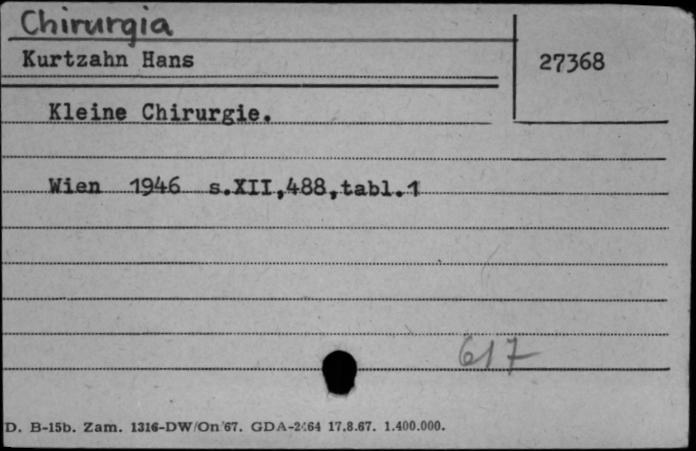 Chirurgia
Kurtzahn Hans
27368
Kleine Chirurgie.
Wien 1946 s.XII,488,tabl.1
617
D. B-15b. Zam. 1316-DW/On 67. GDA-2464 17.8.67. 1.400.000.